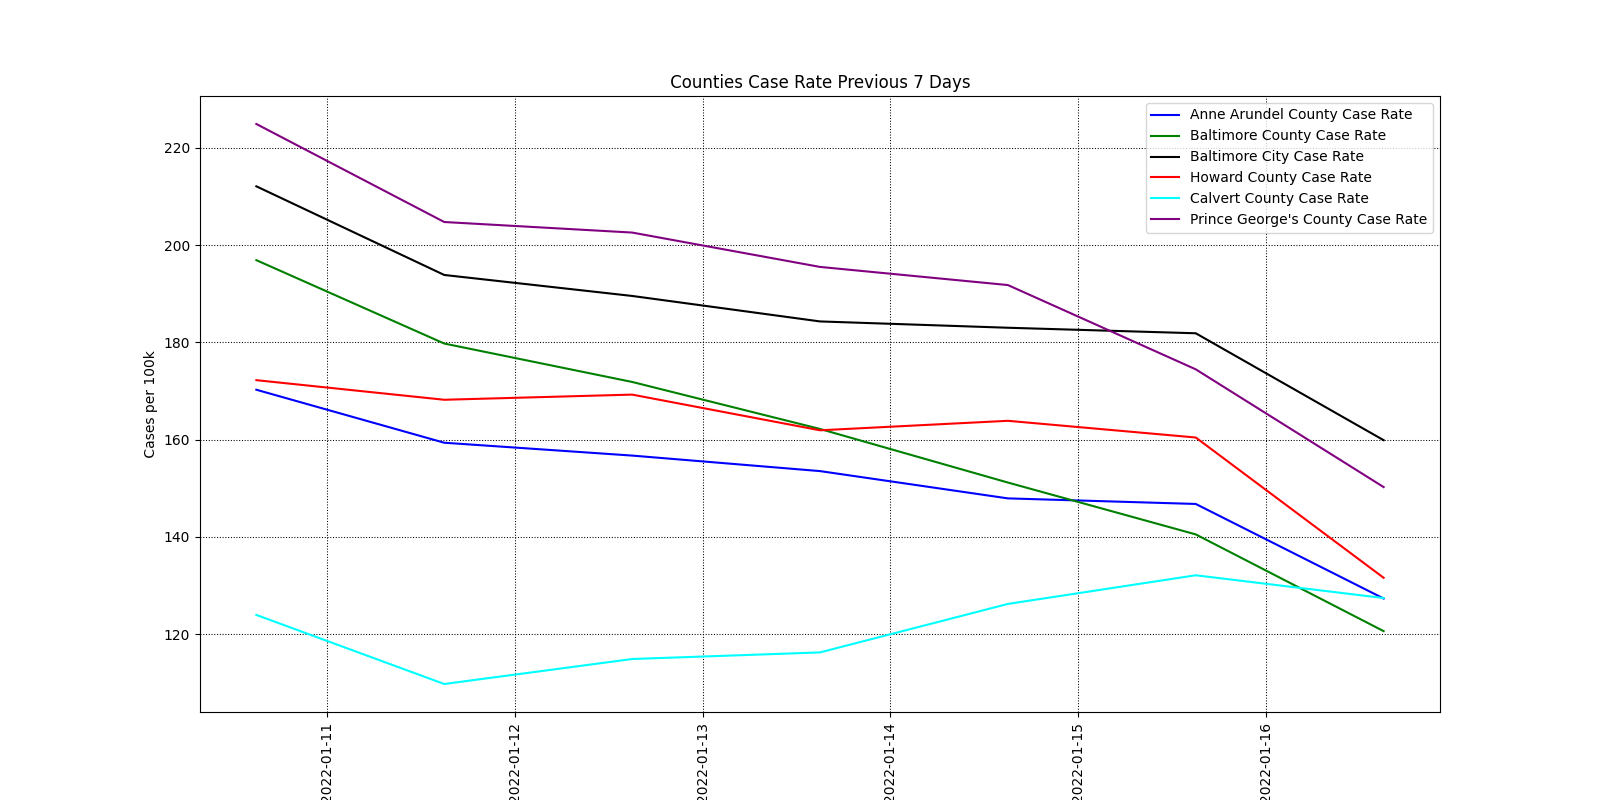 Counties Case Rate Previous 7 Days
Anne Arundel County Case Rate
Baltimore County Case Rate
Baltimore City Case Rate
Howard County Case Rate
Calvert County Case Rate
Prince George's County Case Rate
Cases per 100k
220
200
180
160
140
120
2022-01-11
2022-01-12
2022-01-13
2022-01-14
2022-01-15
2022-01-16